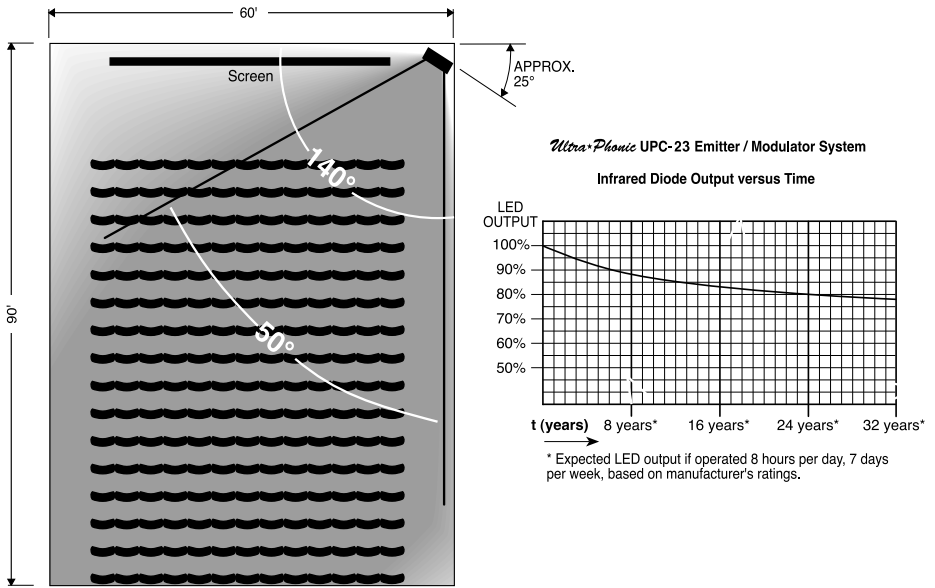 60'
90'
Screen
APPROX.
25°
140°
50°
Ultra★Phonic UPC-23 Emitter / Modulator System
Infrared Diode Output versus Time
LED
OUTPUT
100%
90%
80%
70%
60%
50%
t (years) 8 years* 16 years* 24 years* 32 years*
* Expected LED output if operated 8 hours per day, 7 days
per week, based on manufacturer's ratings.